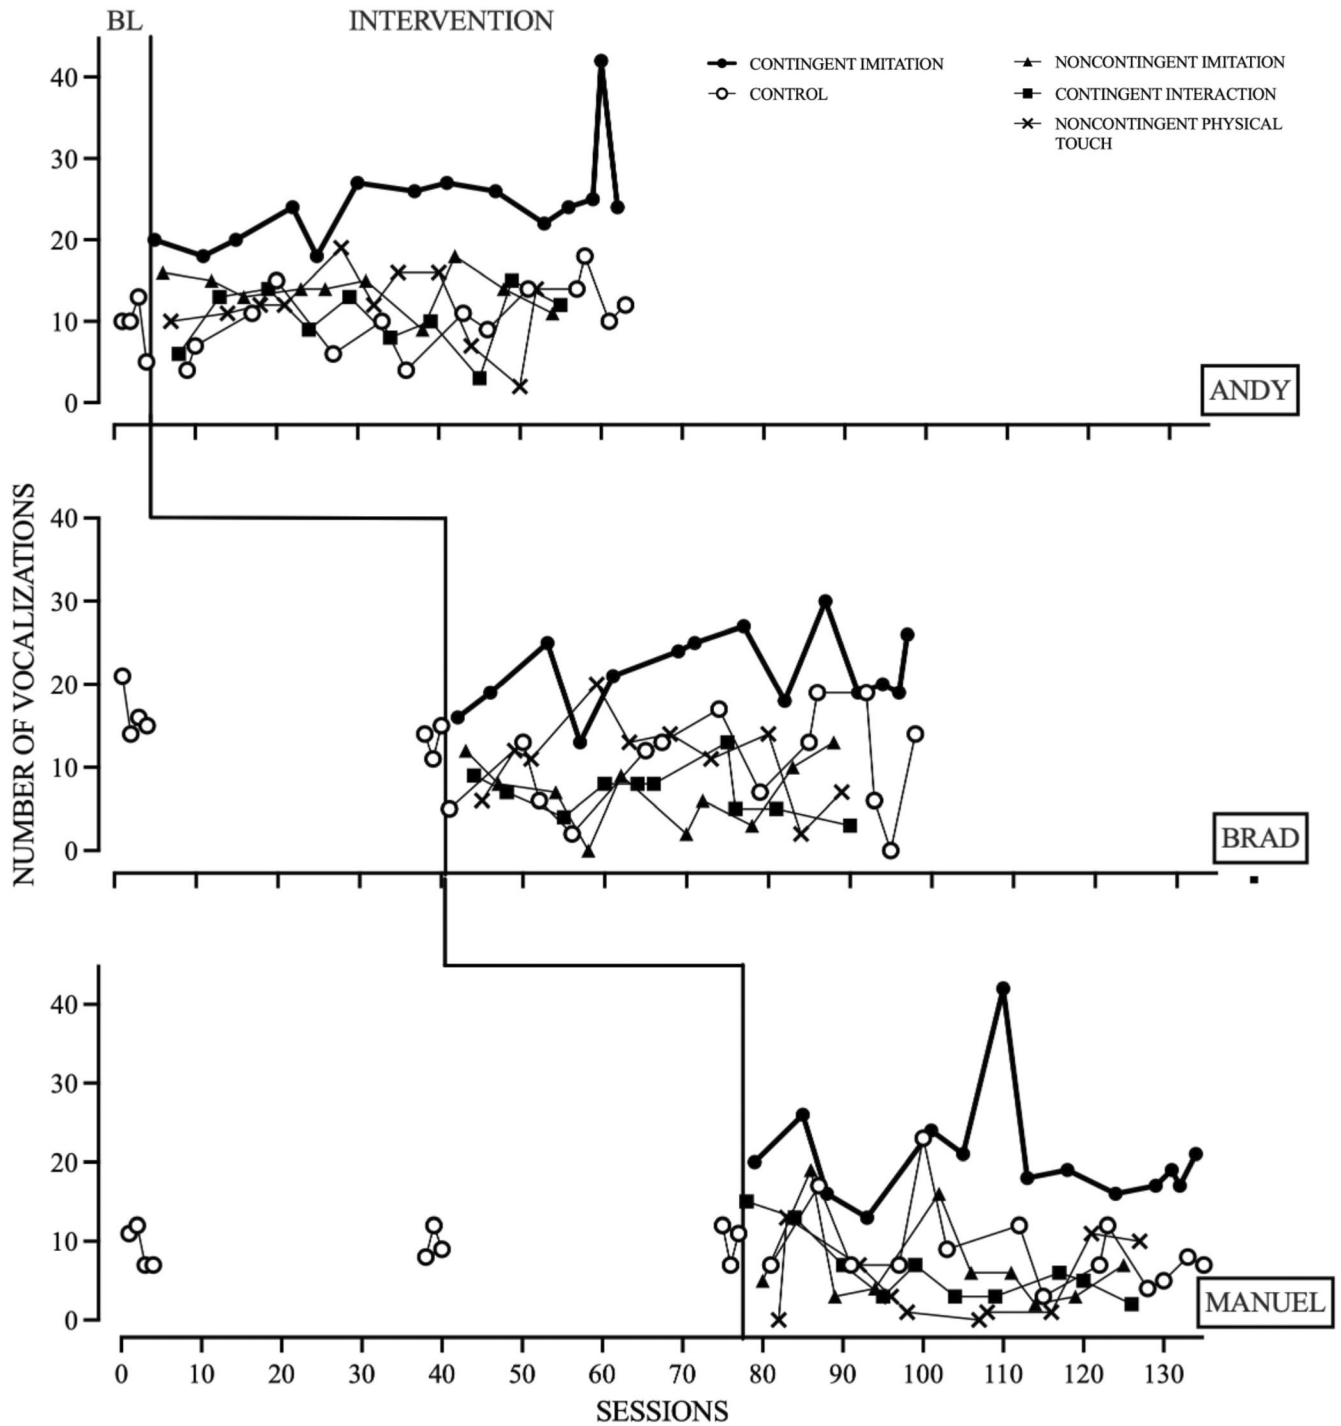 BL INTERVENTION
CONTINGENT IMITATION
CONTROL
NONCONTINGENT IMITATION
CONTINGENT INTERACTION
NONCONTINGENT PHYSICAL
TOUCH
40
30
20
10
0
ANDY
NUMBER OF VOCALIZATIONS
40
30
20
10
0
BRAD
40
30
20
10
0
MANUEL
0 10 20 30 40 50 60 70 80 90 100 110 120 130
SESSIONS